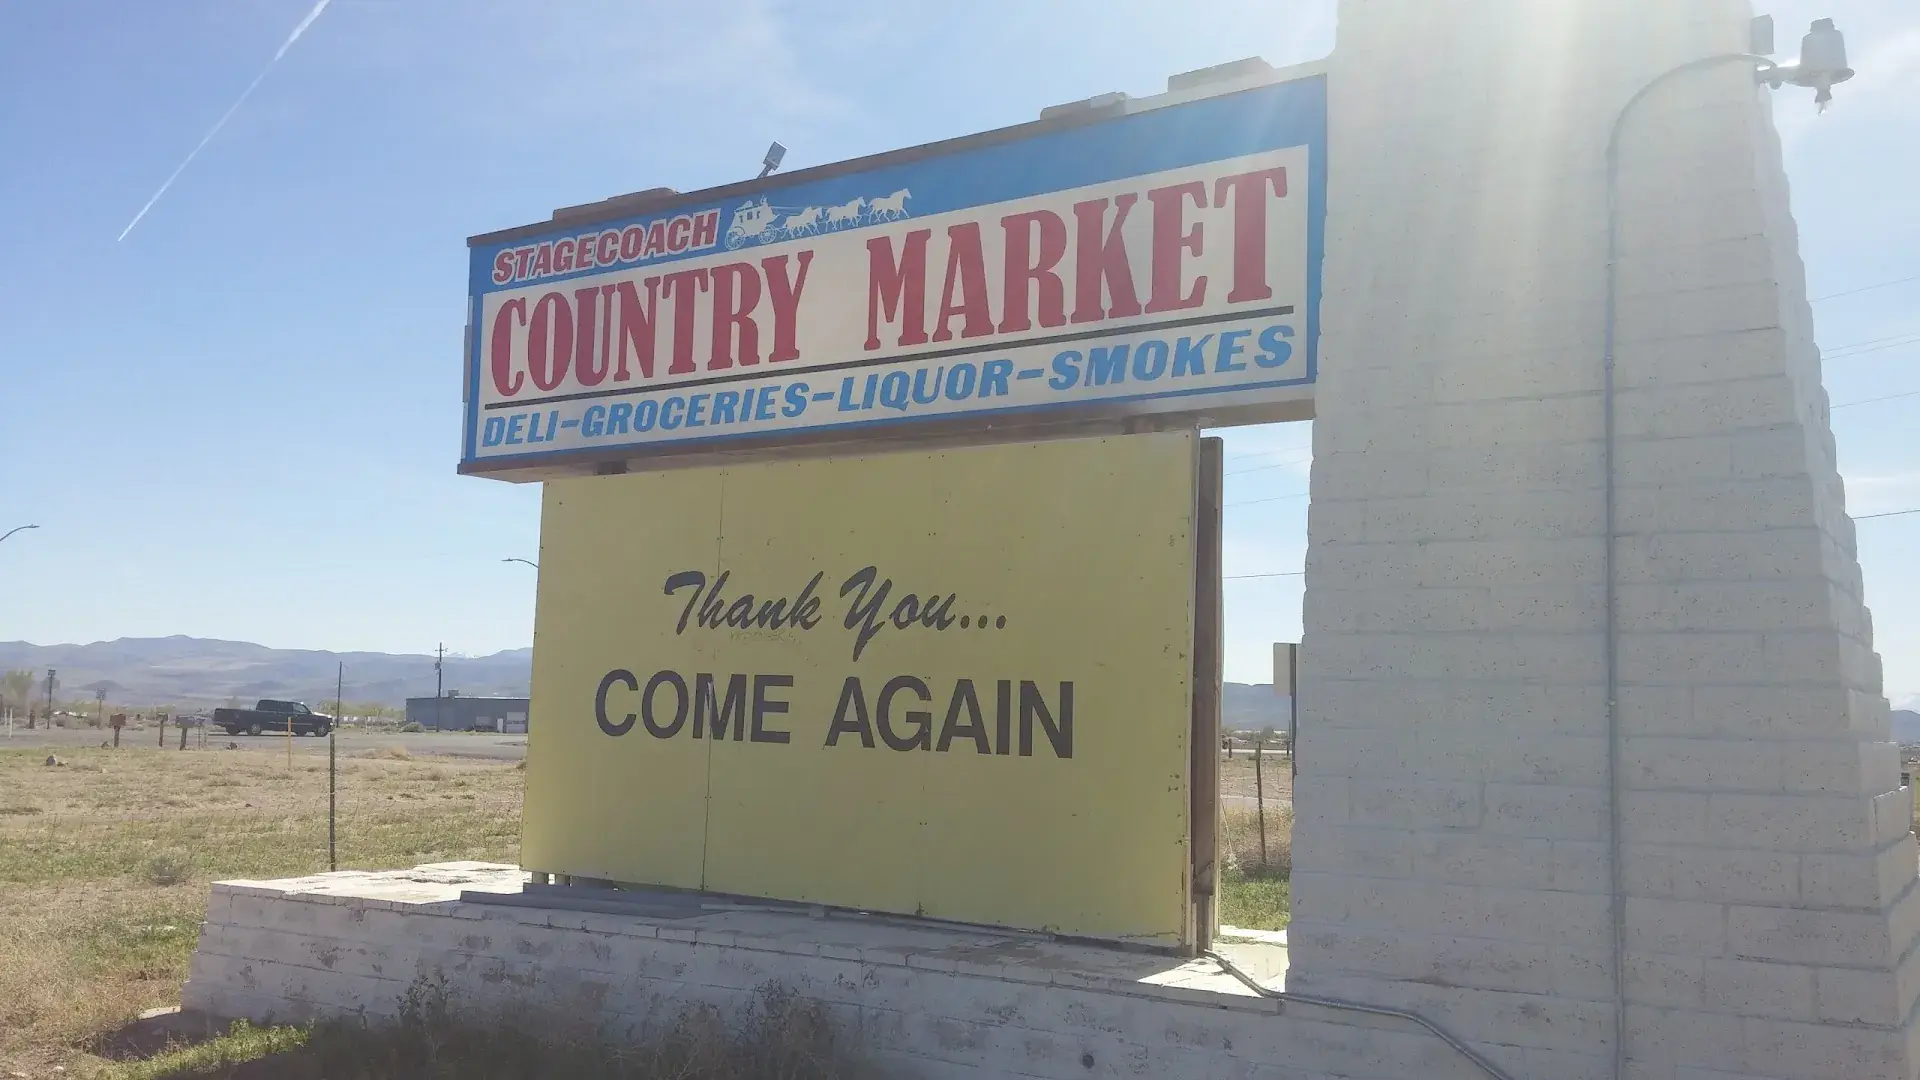 STAGECOACH
COUNTRY MARKET
DELI-GROCERIES-LIQUOR-SMOKES
Thank You...
COME AGAIN